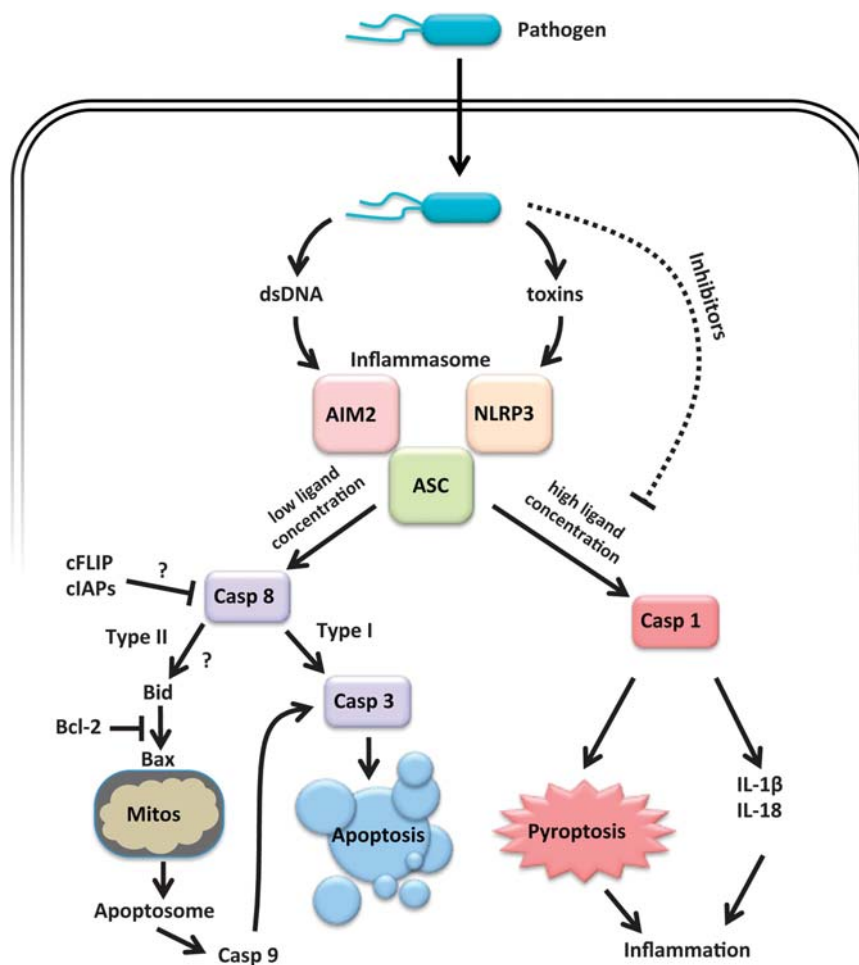 Pathogen
dsDNA
toxins
Inhibitors
Inflammasome
AIM2
NLRP3
ASC
low ligand
concentration
high ligand
concentration
cFLIP
cIAPs
?
Casp 8
Casp 1
Type II
Type I
?
Bid
Casp 3
Bcl-2
Bax
Mitos
Apoptosis
Pyroptosis
IL-1β
IL-18
Apoptosome
Casp 9
Inflammation